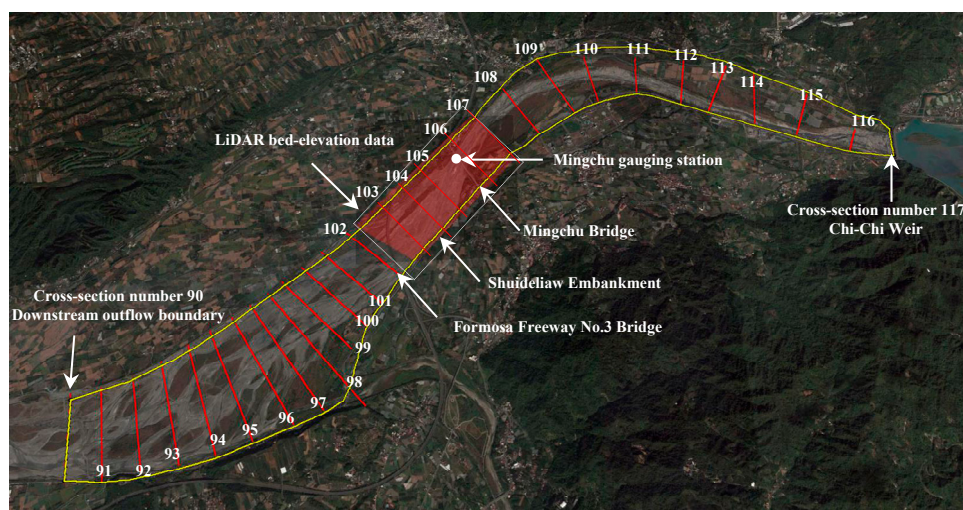 109
110
111
112
113
114
115
116
108
107
106
105
104
103
102
LiDAR bed-elevation data
Mingchu gauging station
Cross-section number 117
Chi-Chi Weir
Mingchu Bridge
Shuideliaw Embankment
Formosa Freeway No.3 Bridge
Cross-section number 90
Downstream outflow boundary
101
100
99
98
97
96
95
94
93
92
91